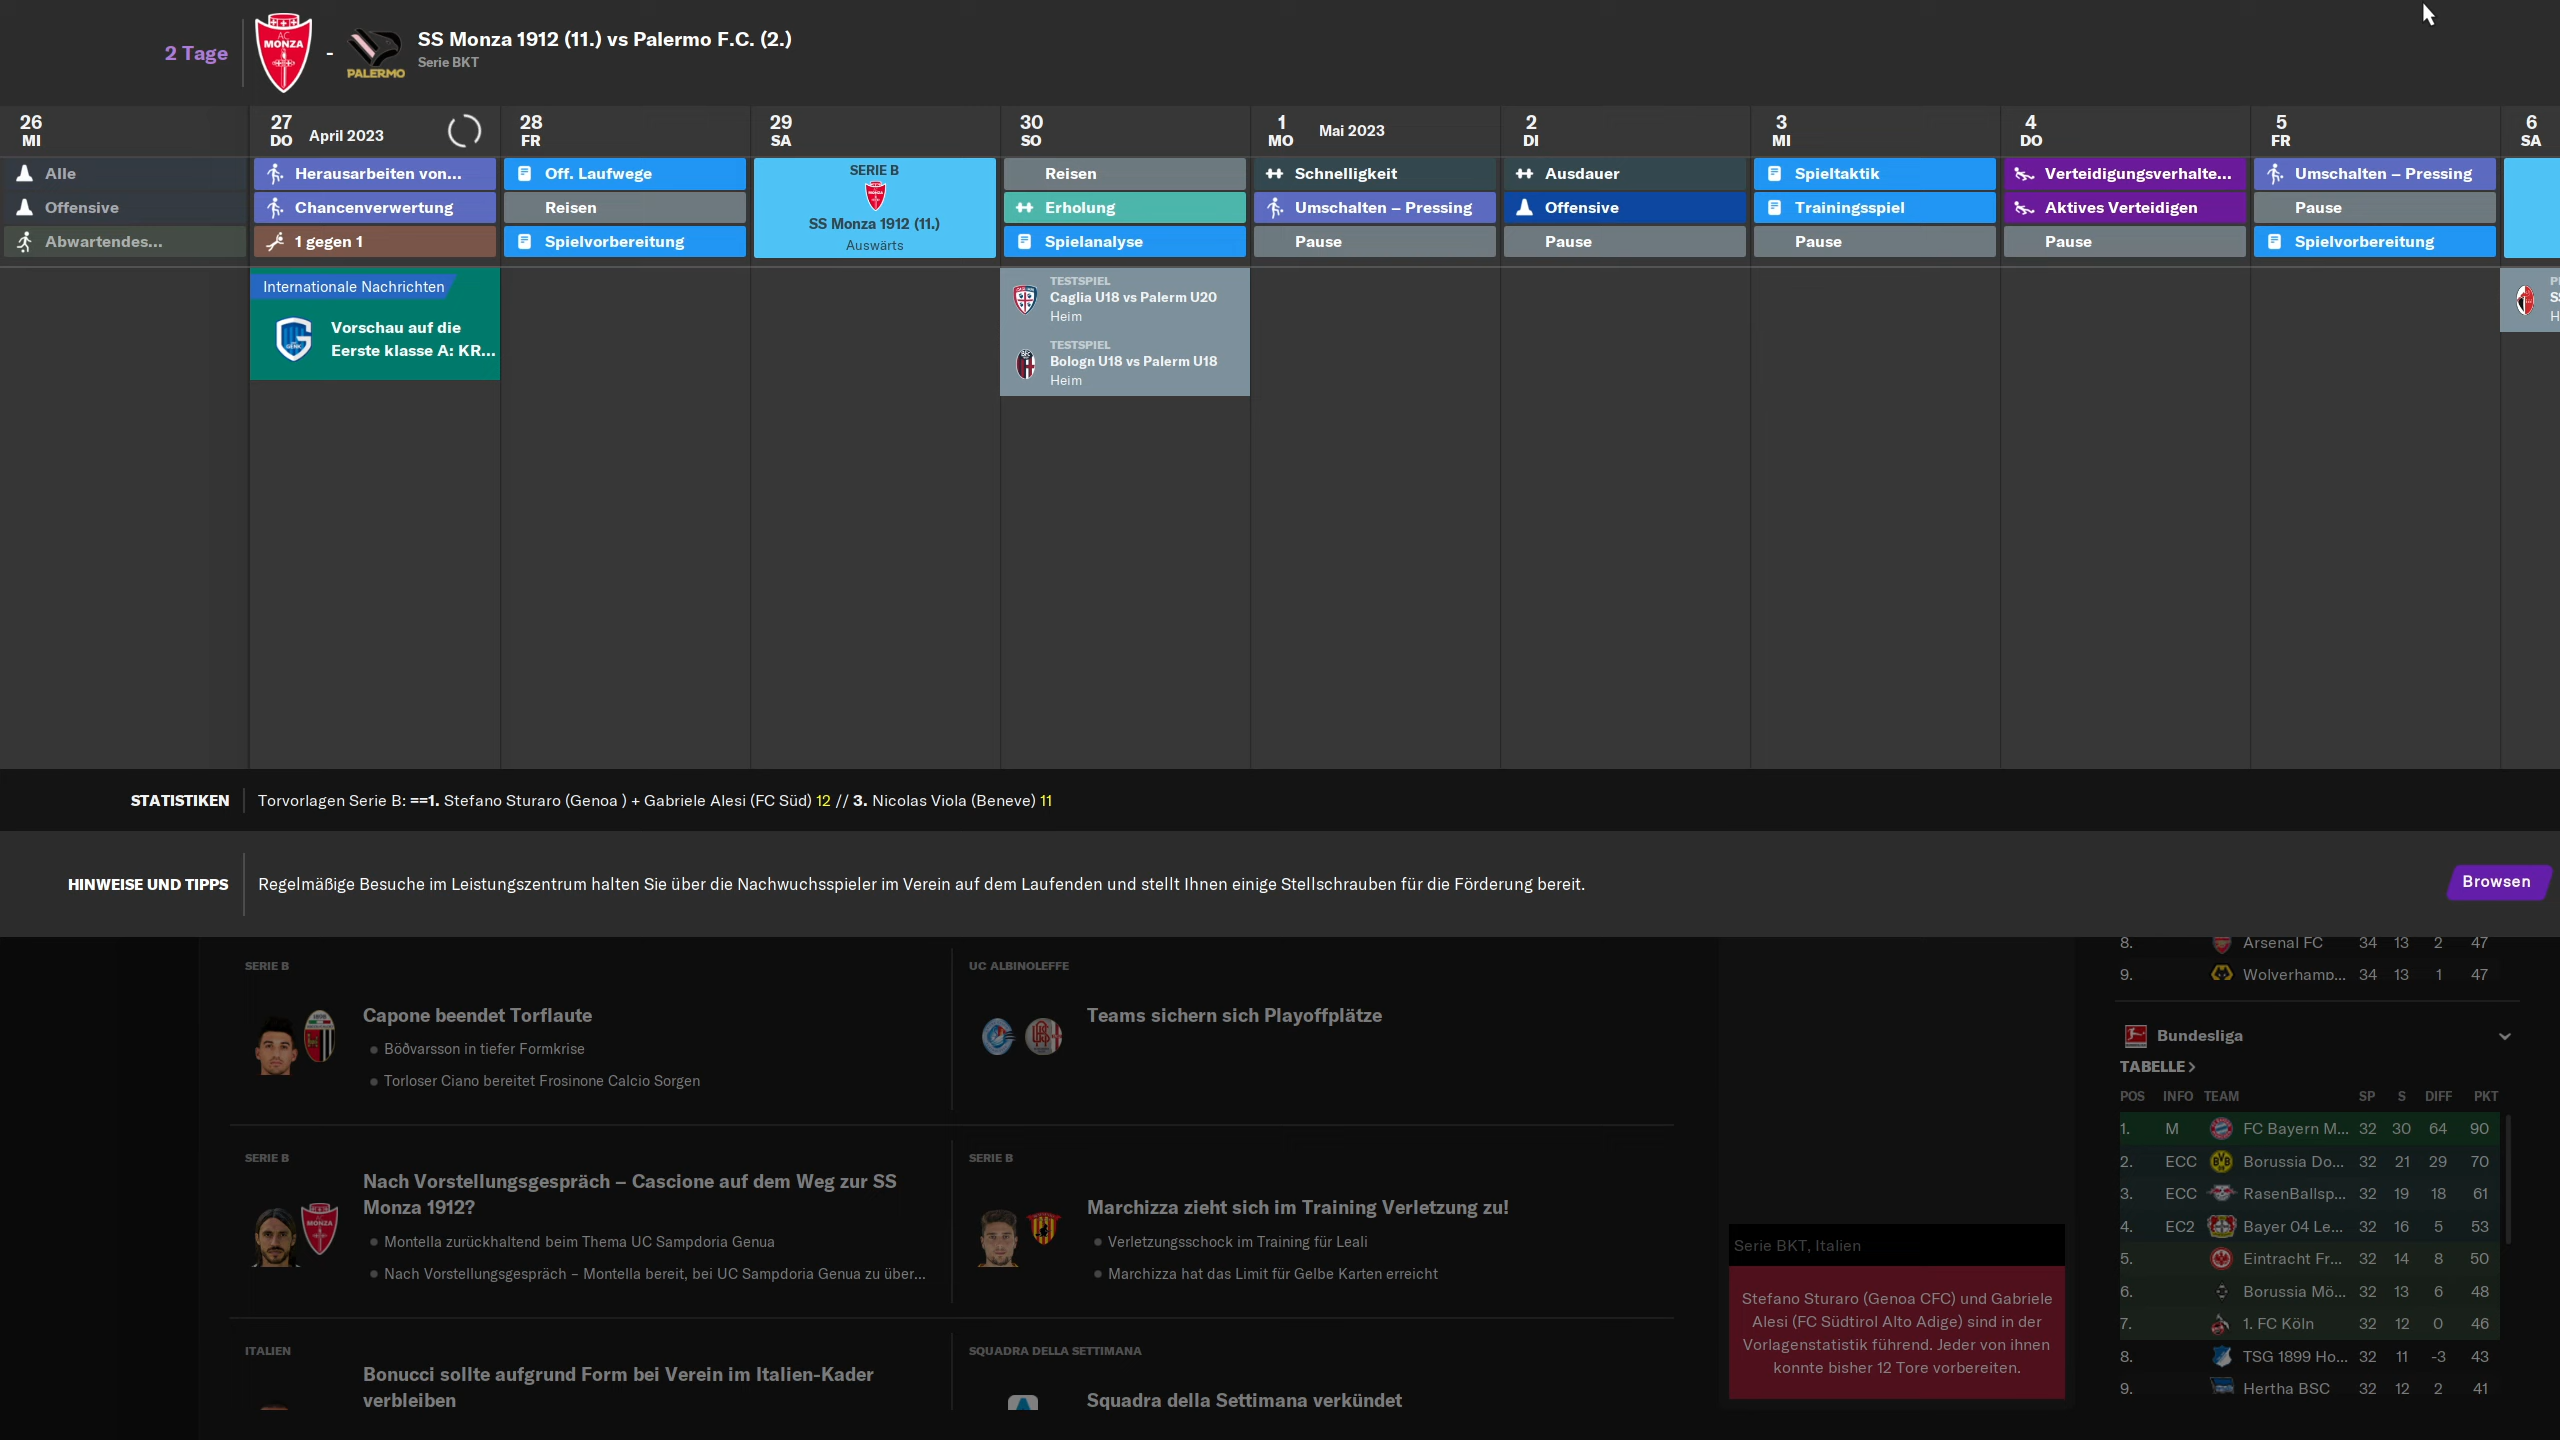 2 Tage
AC
MONZA
-
PALERMO
SS Monza 1912 (11.) vs Palermo F.C. (2.)
Serie BKT
26
MI
27
DO
April 2023
28
FR
29
SA
30
SO
1
MO
Mai 2023
2
DI
3
MI
4
DO
5
FR
6
SA
Alle
Offensive
Abwartendes...
Herausarbeiten von...
Chancenverwertung
1 gegen 1
Off. Laufwege
Reisen
Spielvorbereitung
SERIE B
SS Monza 1912 (11.)
Auswärts
Reisen
Erholung
Spielanalyse
Schnelligkeit
Umschalten – Pressing
Pause
Ausdauer
Offensive
Pause
Spieltaktik
Trainingsspiel
Pause
Verteidigungsverhalte...
Aktives Verteidigen
Pause
Umschalten – Pressing
Pause
Spielvorbereitung
Internationale Nachrichten
Vorschau auf die
Eerste klasse A: KR...
TESTSPIEL
Caglia U18 vs Palerm U20
Heim
TESTSPIEL
Bologn U18 vs Palerm U18
Heim
STATISTIKEN
Torvorlagen Serie B: ==1. Stefano Sturaro (Genoa ) + Gabriele Alesi (FC Süd) 12 // 3. Nicolas Viola (Beneve) 11
HINWEISE UND TIPPS
Regelmäßige Besuche im Leistungszentrum halten Sie über die Nachwuchsspieler im Verein auf dem Laufenden und stellt Ihnen einige Stellschrauben für die Förderung bereit.
Browsen
SERIE B
Capone beendet Torflaute
Böðvarsson in tiefer Formkrise
Torloser Ciano bereitet Frosinone Calcio Sorgen
UC ALBINOLEFFE
Teams sichern sich Playoffplätze
SERIE B
Nach Vorstellungsgespräch – Cascione auf dem Weg zur SS
Monza 1912?
Montella zurückhaltend beim Thema UC Sampdoria Genua
Nach Vorstellungsgespräch – Montella bereit, bei UC Sampdoria Genua zu über...
SERIE B
Marchizza zieht sich im Training Verletzung zu!
Verletzungsschock im Training für Leali
Marchizza hat das Limit für Gelbe Karten erreicht
ITALIEN
Bonucci sollte aufgrund Form bei Verein im Italien-Kader
verbleiben
SQUADRA DELLA SETTIMANA
Squadra della Settimana verkündet
Serie BKT, Italien
Stefano Sturaro (Genoa CFC) und Gabriele
Alesi (FC Südtirol Alto Adige) sind in der
Vorlagenstatistik führend. Jeder von ihnen
konnte bisher 12 Tore vorbereiten.
8. Arsenal FC 34 13 2 47
9. Wolverhamp... 34 13 1 47
Bundesliga
TABELLE
POS INFO TEAM SP S DIFF PKT
1. M FC Bayern M... 32 30 64 90
2. ECC Borussia Do... 32 21 29 70
3. ECC RasenBallsp... 32 19 18 61
4. EC2 Bayer 04 Le... 32 16 5 53
5. Eintracht Fr... 32 14 8 50
6. Borussia Mö... 32 13 6 48
7. 1. FC Köln 32 12 0 46
8. TSG 1899 Ho... 32 11 -3 43
9. Hertha BSC 32 12 2 41